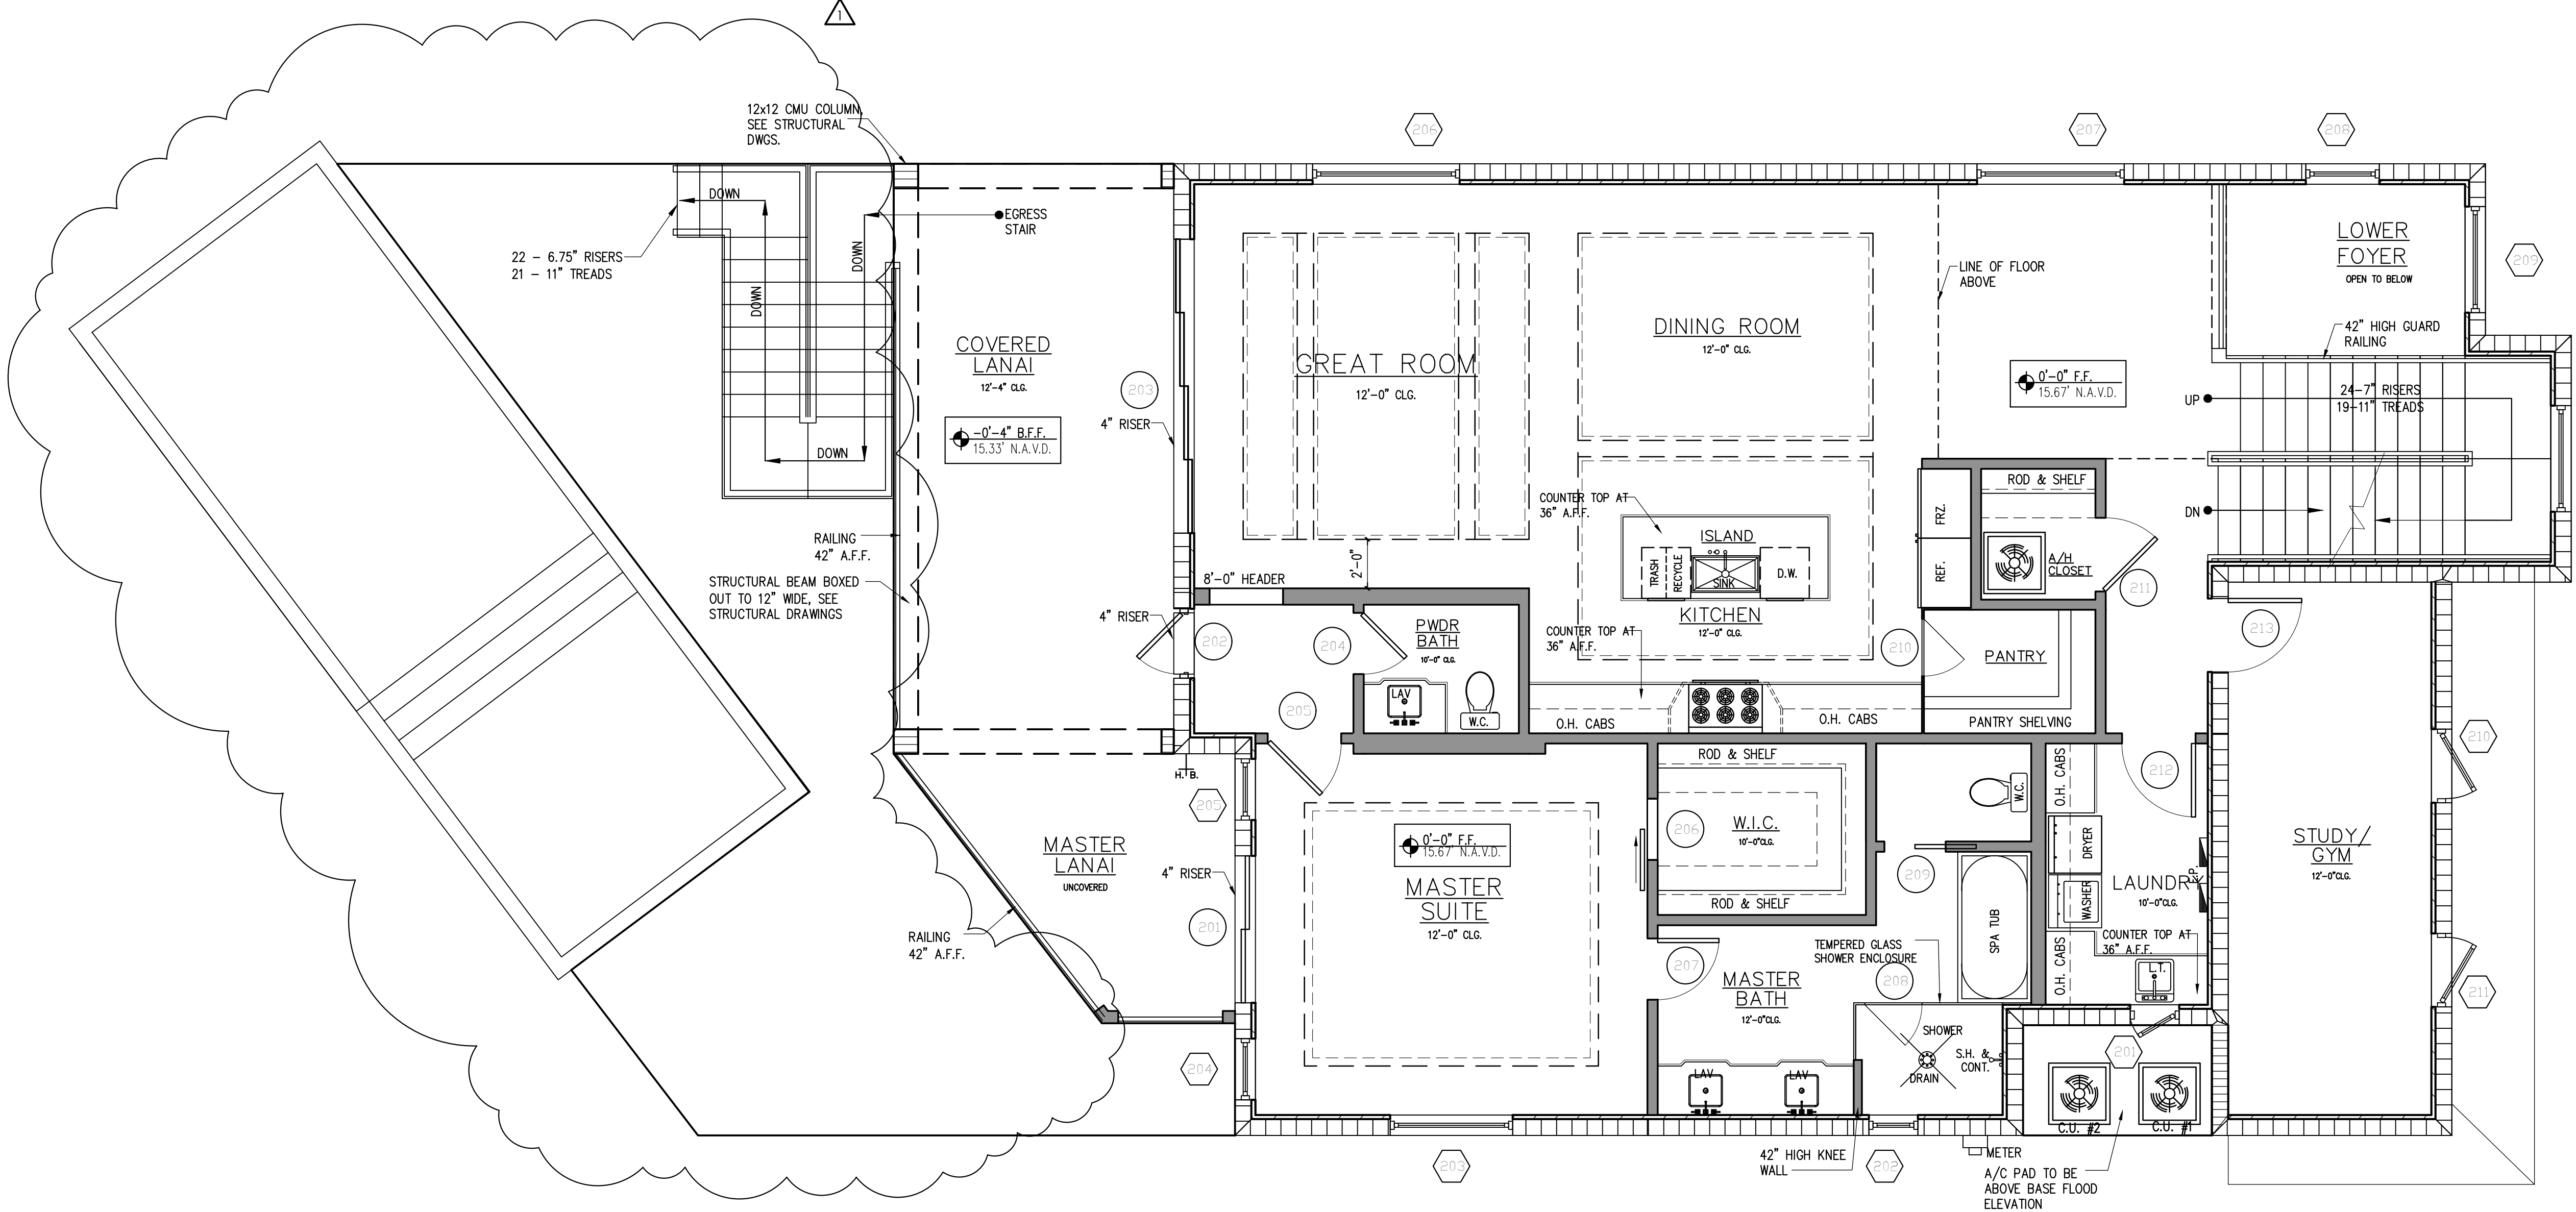 1
12x12 CMU COLUMN
SEE STRUCTURAL
DWGS.
206
207
208
DOWN
EGRESS
STAIR
22 - 6.75" RISERS
21 - 11" TREADS
DOWN
DOWN
DOWN
LINE OF FLOOR
ABOVE
LOWER
FOYER
OPEN TO BELOW
209
COVERED
LANAI
12'-4" CLG.
203
4" RISER
-0'-4" B.F.F.
15.33' N.A.V.D.
GREAT ROOM
12'-0" CLG.
DINING ROOM
12'-0" CLG.
42" HIGH GUARD
RAILING
0'-0" F.F.
15.67' N.A.V.D.
24-7" RISERS
19-11" TREADS
UP
DN
COUNTER TOP AT
36" A.F.F.
ISLAND
TRASH
RECYCLE
SINK
D.W.
FRZ.
REF.
ROD & SHELF
A/H
CLOSET
211
RAILING
42" A.F.F.
STRUCTURAL BEAM BOXED
OUT TO 12" WIDE, SEE
STRUCTURAL DRAWINGS
8'-0" HEADER
2'-0"
4" RISER
202
204
PWDR
BATH
10'-0" CLG.
KITCHEN
12'-0" CLG.
COUNTER TOP AT
36" A.F.F.
210
PANTRY
213
205
LAV
W.C.
O.H. CABS
O.H. CABS
PANTRY SHELVING
H.B.
205
MASTER
LANAI
UNCOVERED
4" RISER
201
RAILING
42" A.F.F.
204
0'-0" F.F.
15.67' N.A.V.D.
MASTER
SUITE
12'-0" CLG.
ROD & SHELF
206
W.I.C.
10'-0"CLG.
ROD & SHELF
W.C.
209
SPA TUB
O.H. CABS
212
DRYER
WASHER
LAUNDRY
10'-0"CLG.
COUNTER TOP AT
36" A.F.F.
O.H. CABS
L.T.
STUDY/
GYM
12'-0"CLG.
210
211
207
MASTER
BATH
12'-0"CLG.
TEMPERED GLASS
SHOWER ENCLOSURE
208
SHOWER
S.H. &
CONT.
DRAIN
LAV
LAV
201
C.U. #2
C.U. #1
203
42" HIGH KNEE
WALL
202
METER
A/C PAD TO BE
ABOVE BASE FLOOD
ELEVATION